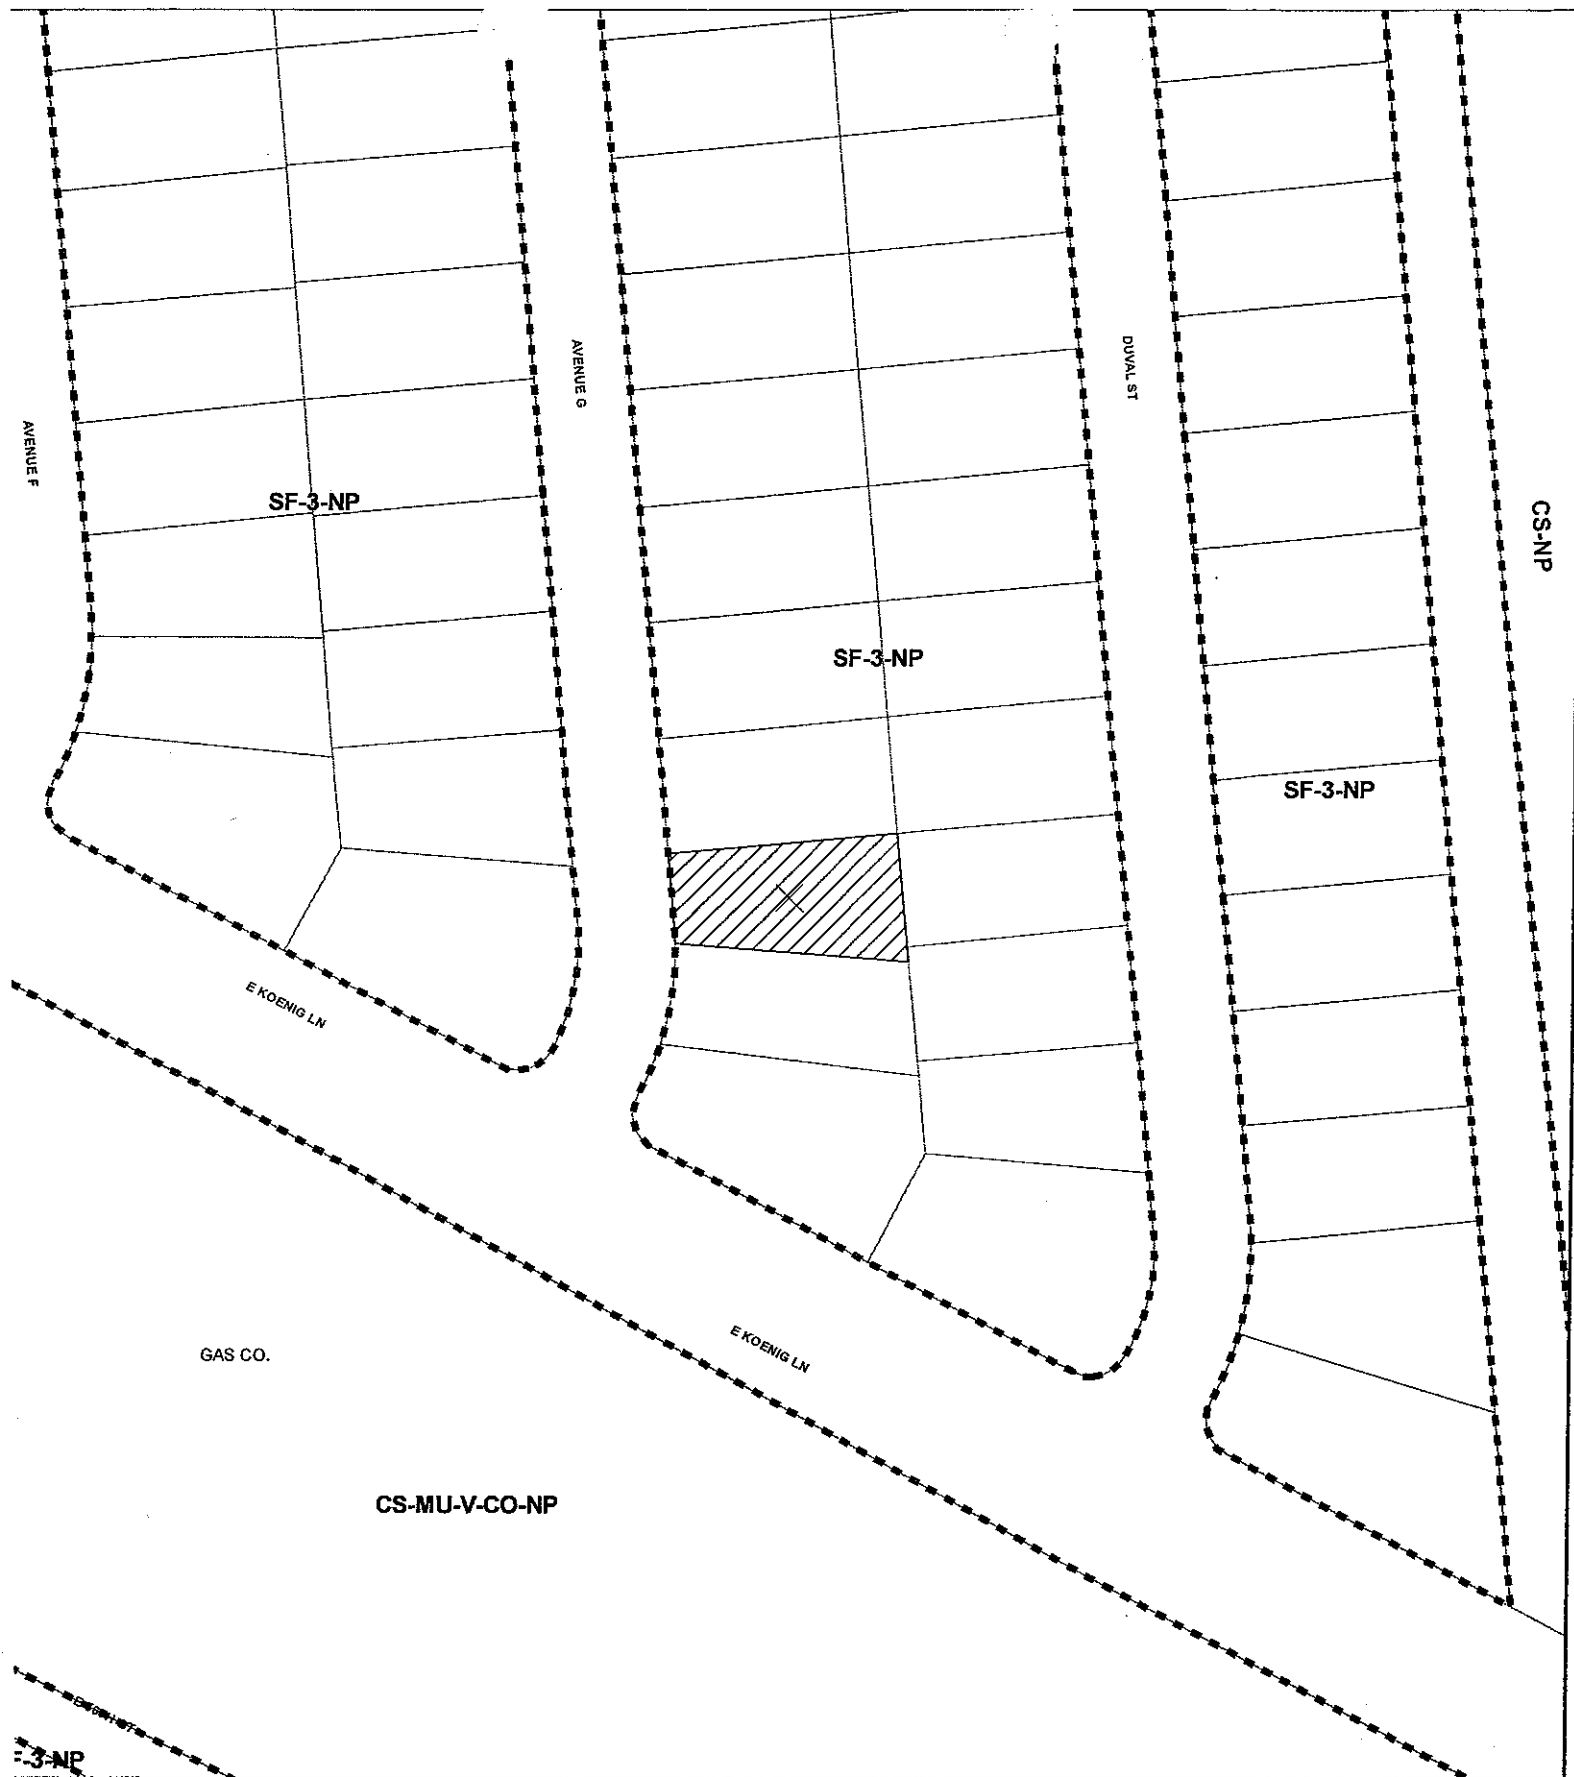 AVENUE G
DUVAL ST
AVENUE F
SF-3-NP
CS-NP
SF-3-NP
SF-3-NP
E KOENIG LN
E KOENIG LN
GAS CO.
CS-MU-V-CO-NP
-3-NP